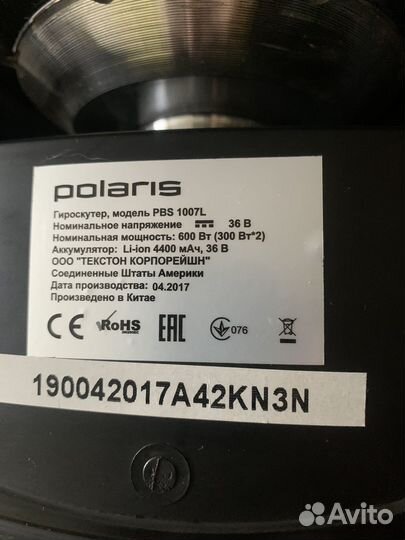 polaris
Гироскутер, модель PBS 1007L
Номинальное напряжение 36 В
Номинальная мощность: 600 Вт (300 Вт*2)
Аккумулятор: Li-ion 4400 мАч, 36 В
ООО "ТЕКСТОН КОРПОРЕЙШН"
Соединенные Штаты Америки
Дата производства: 04.2017
Произведено в Китае
CE RoHS EAC 076
190042017A42KN3N
Avito